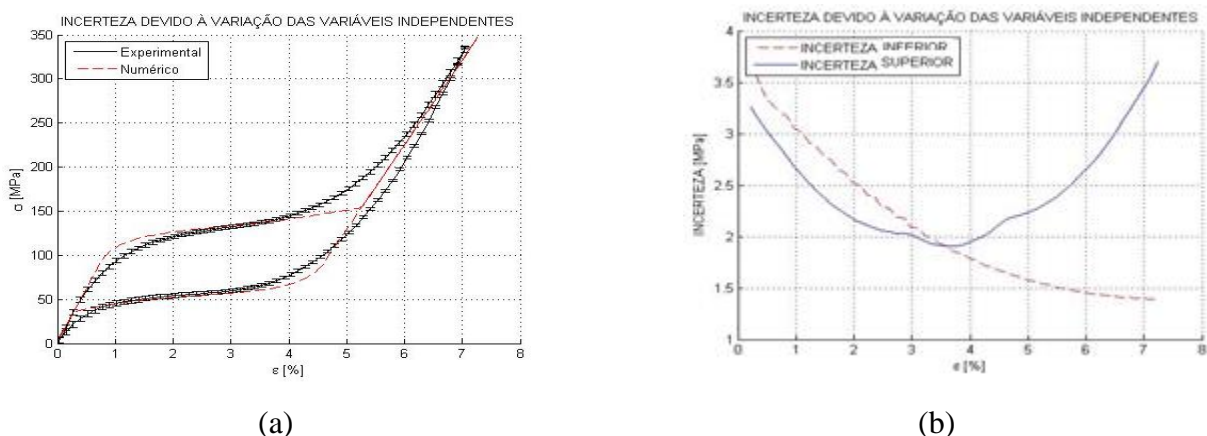 INCERTEZA DEVIDO À VARIAÇÃO DAS VARIÁVEIS INDEPENDENTES
350
300
250
200
150
100
50
0
σ [MPa]
Experimental
Numérico
0 1 2 3 4 5 6 7 8
ε [%]
(a)
INCERTEZA DEVIDO À VARIAÇÃO DAS VARIÁVEIS INDEPENDENTES
4
3.5
3
2.5
2
1.5
1
INCERTEZA [MPa]
INCERTEZA INFERIOR
INCERTEZA SUPERIOR
0 1 2 3 4 5 6 7 8
ε [%]
(b)